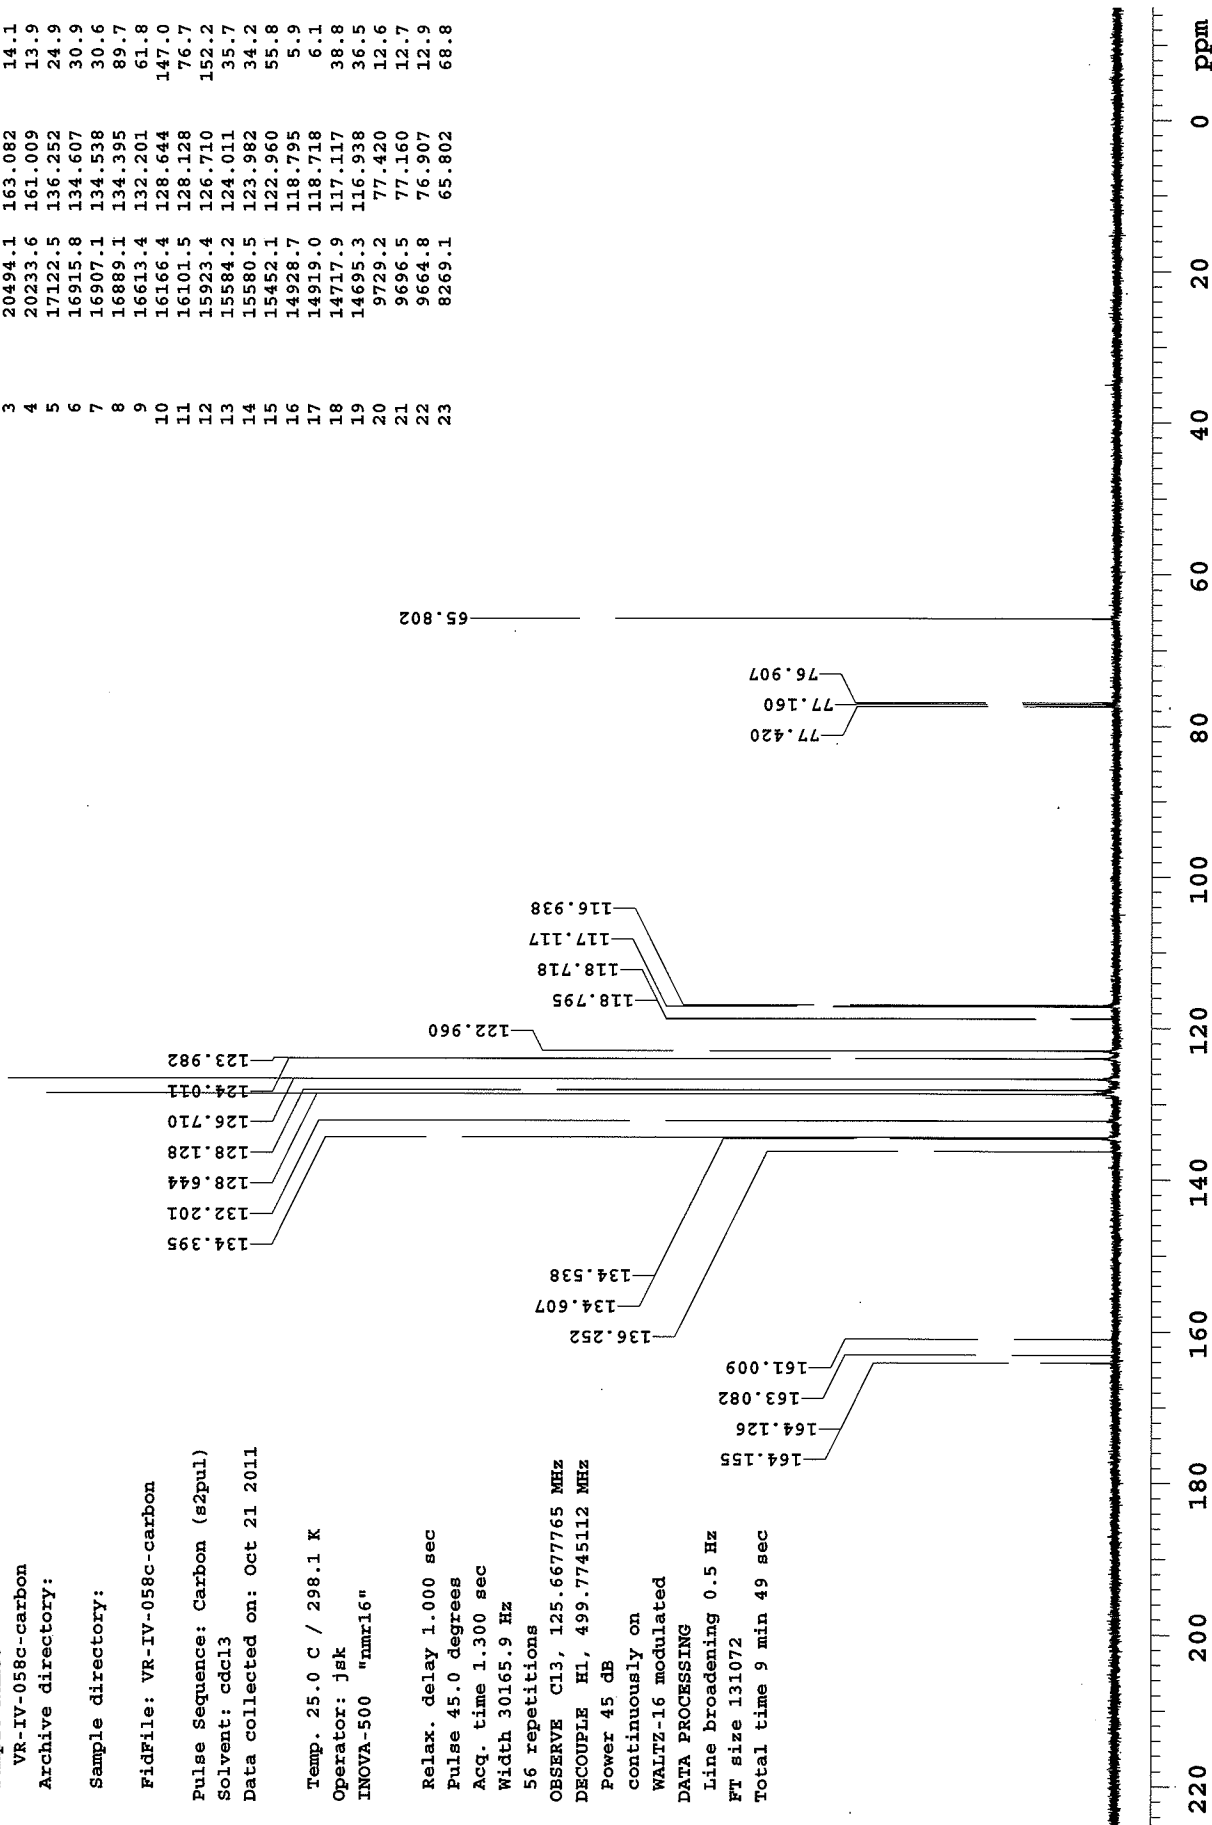 VR-IV-058c-carbon
Archive directory:
Sample directory:
FidFile: VR-IV-058c-carbon
Pulse Sequence: Carbon (s2pul)
Solvent: cdcl3
Data collected on: Oct 21 2011
Temp. 25.0 C / 298.1 K
Operator: jsk
INOVA-500 "nmr16"
Relax. delay 1.000 sec
Pulse 45.0 degrees
Acq. time 1.300 sec
Width 30165.9 Hz
56 repetitions
OBSERVE C13, 125.6677765 MHz
DECOUPLE H1, 499.7745112 MHz
Power 45 dB
continuously on
WALTZ-16 modulated
DATA PROCESSING
Line broadening 0.5 Hz
FT size 131072
Total time 9 min 49 sec
3 20494.1 163.082 14.1
4 20233.6 161.009 13.9
5 17122.5 136.252 24.9
6 16915.8 134.607 30.9
7 16907.1 134.538 30.6
8 16889.1 134.395 89.7
9 16613.4 132.201 61.8
10 16166.4 128.644 147.0
11 16101.5 128.128 76.7
12 15923.4 126.710 152.2
13 15584.2 124.011 35.7
14 15580.5 123.982 34.2
15 15452.1 122.960 55.8
16 14928.7 118.795 5.9
17 14919.0 118.718 6.1
18 14717.9 117.117 38.8
19 14695.3 116.938 36.5
20 9729.2 77.420 12.6
21 9696.5 77.160 12.7
22 9664.8 76.907 12.9
23 8269.1 65.802 68.8
164.155
164.126
163.082
161.009
136.252
134.607
134.538
134.395
132.201
128.644
128.128
126.710
124.011
123.982
122.960
118.795
118.718
117.117
116.938
77.420
77.160
76.907
65.802
220 200 180 160 140 120 100 80 60 40 20 0 ppm